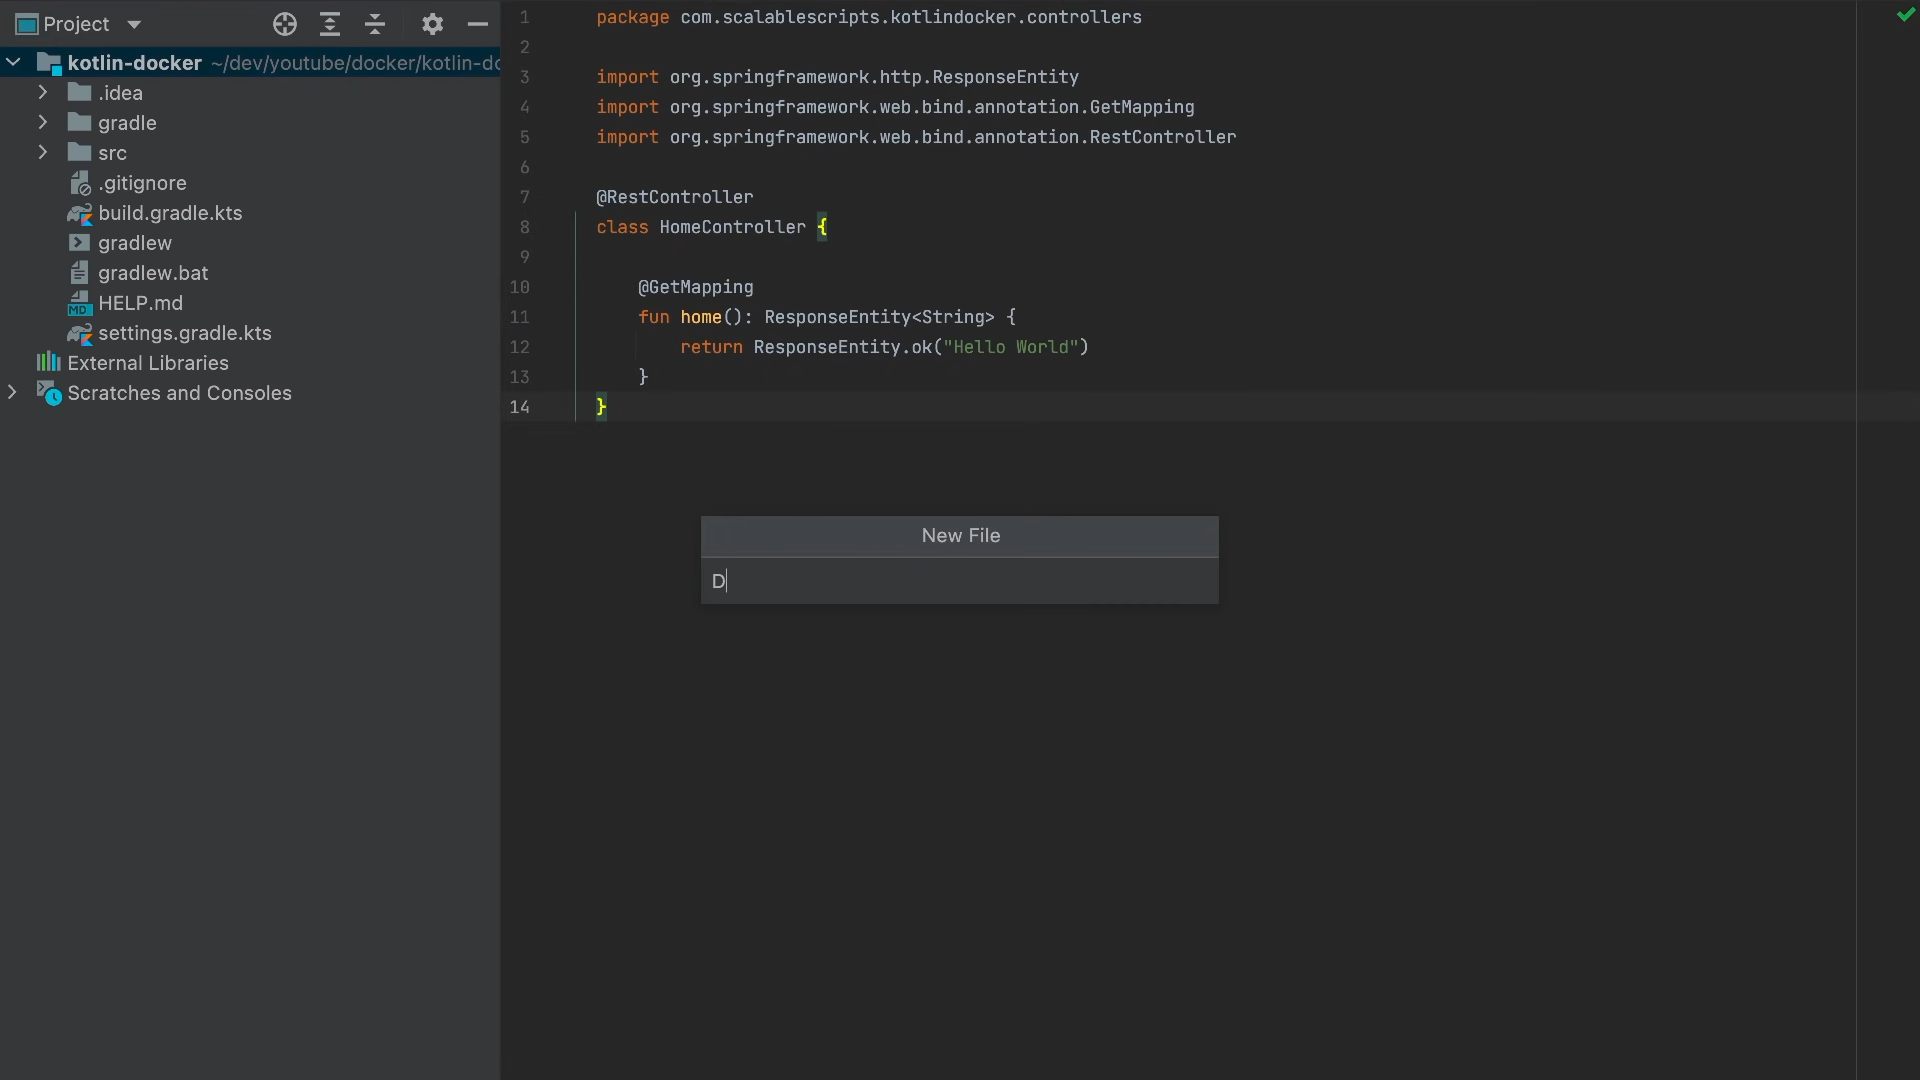 Project
kotlin-docker ~/dev/youtube/docker/kotlin-do
.idea
gradle
src
.gitignore
build.gradle.kts
gradlew
gradlew.bat
MD HELP.md
settings.gradle.kts
External Libraries
Scratches and Consoles
1 package com.scalablescripts.kotlindocker.controllers
2
3 import org.springframework.http.ResponseEntity
4 import org.springframework.web.bind.annotation.GetMapping
5 import org.springframework.web.bind.annotation.RestController
6
7 @RestController
8 class HomeController {
9
10 @GetMapping
11 fun home(): ResponseEntity<String> {
12 return ResponseEntity.ok("Hello World")
13 }
14 }
New File
D